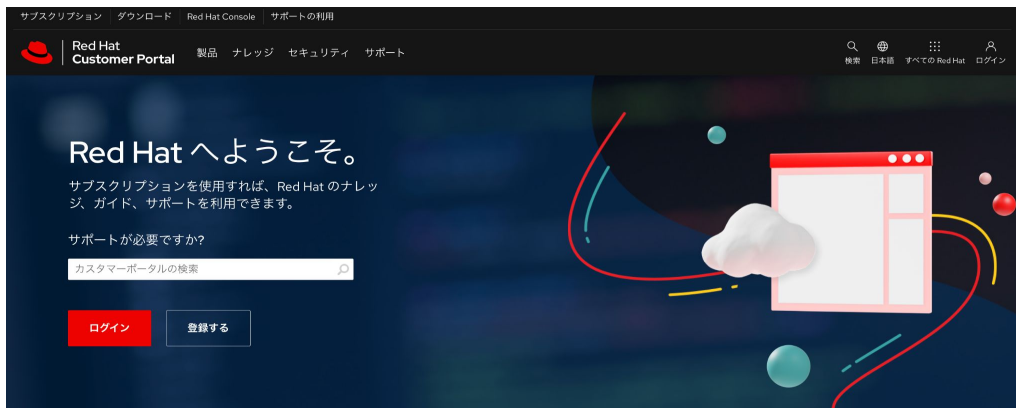 サブスクリプション ダウンロード Red Hat Console サポートの利用
Red Hat
Customer Portal
製品 ナレッジ セキュリティ サポート
検索 日本語 すべての Red Hat ログイン
Red Hat へようこそ。
サブスクリプションを使用すれば、Red Hat のナレッ
ジ、ガイド、サポートを利用できます。
サポートが必要ですか?
カスタマーポータルの検索
ログイン 登録する